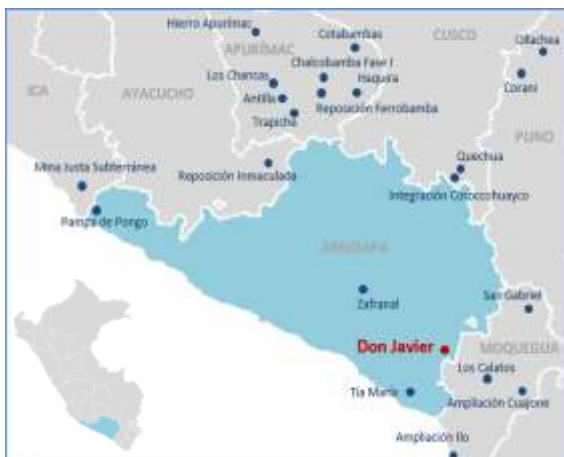 Hierro Apurímac
Cotabambas
CUSCO
Ollachea
APURÍMAC
Chalcobamba Fase I
Los Chancas
Haquira
Corani
ICA
AYACUCHO
Antilla
Reposición Ferrobamba
Trapiche
PUNO
Mina Justa Subterránea
Reposición Inmaculada
Quechua
Integración Coroccohuayco
Pampa de Pongo
AREQUIPA
Zafranal
San Gabriel
Don Javier
MOQUEGUA
Los Calatos
Tía María
Ampliación Cuajone
Ampliación Ilo